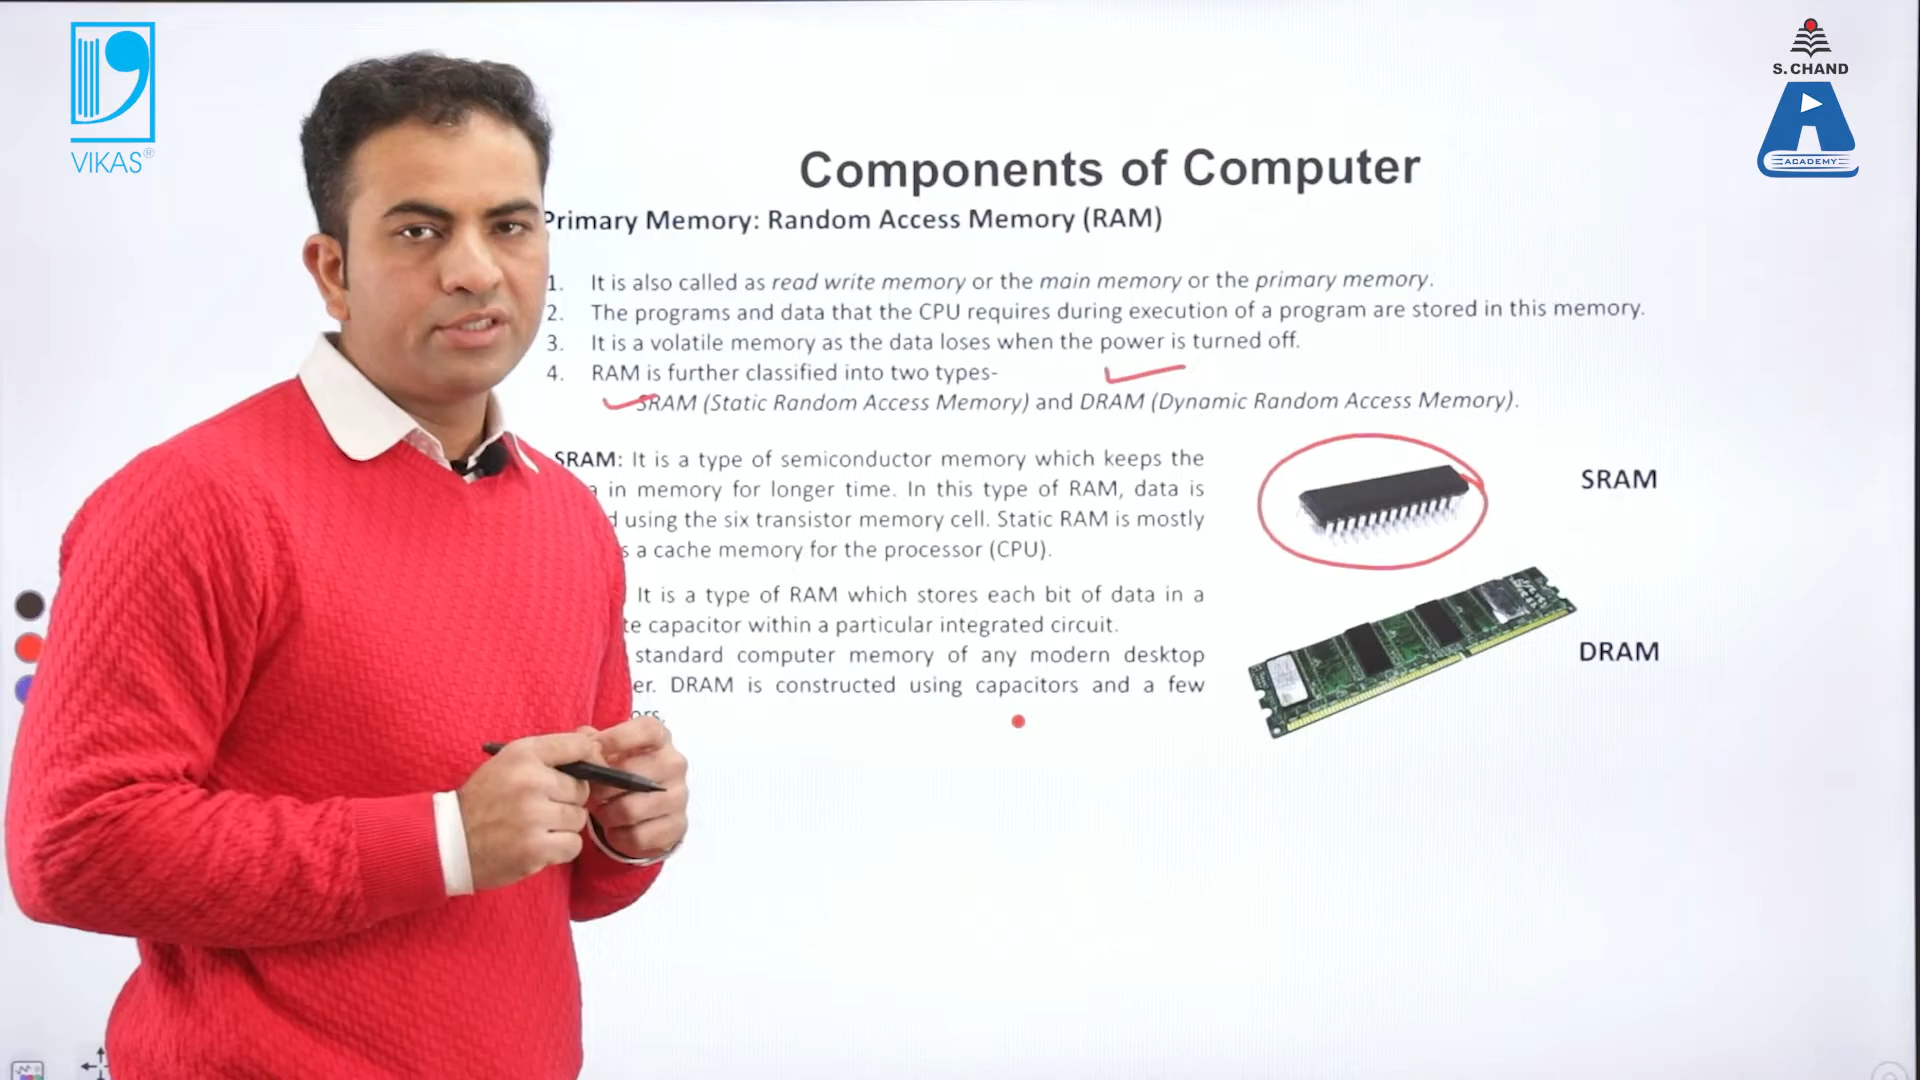 VIKAS®
S. CHAND
ACADEMY
Components of Computer
Primary Memory: Random Access Memory (RAM)
1. It is also called as read write memory or the main memory or the primary memory.
2. The programs and data that the CPU requires during execution of a program are stored in this memory.
3. It is a volatile memory as the data loses when the power is turned off.
4. RAM is further classified into two types-
SRAM (Static Random Access Memory) and DRAM (Dynamic Random Access Memory).
SRAM: It is a type of semiconductor memory which keeps the
in memory for longer time. In this type of RAM, data is
using the six transistor memory cell. Static RAM is mostly
a cache memory for the processor (CPU).
It is a type of RAM which stores each bit of data in a
capacitor within a particular integrated circuit.
standard computer memory of any modern desktop
DRAM is constructed using capacitors and a few
SRAM
DRAM